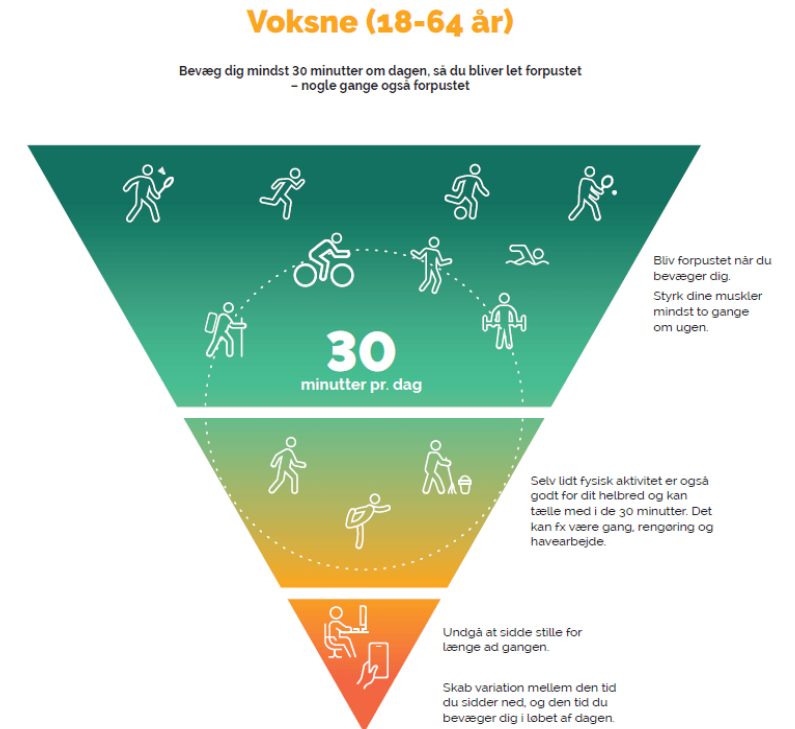 Voksne (18-64 år)
Bevæg dig mindst 30 minutter om dagen, så du bliver let forpustet
– nogle gange også forpustet
Bliv forpustet når du
bevæger dig.
Styrk dine muskler
mindst to gange
om ugen.
30
minutter pr. dag
Selv lidt fysisk aktivitet er også
godt for dit helbred og kan
tælle med i de 30 minutter. Det
kan fx være gang, rengøring og
havearbejde.
Undgå at sidde stille for
længe ad gangen.
Skab variation mellem den tid
du sidder ned, og den tid du
bevæger dig i løbet af dagen.